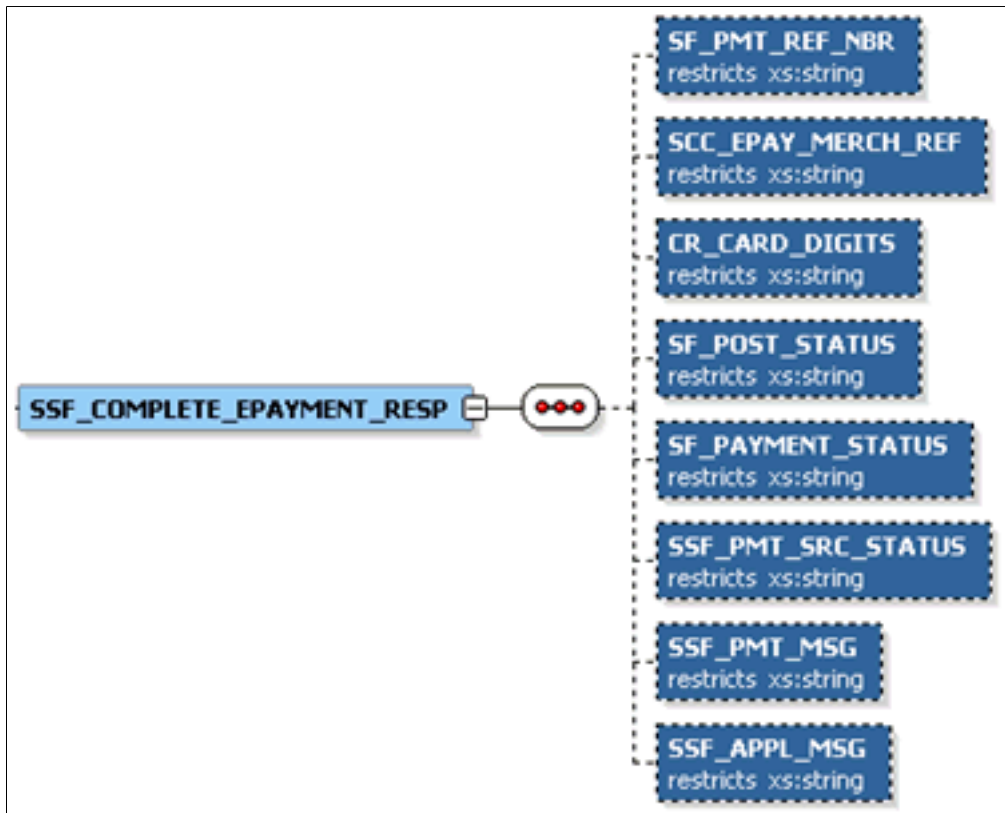 SF_PMT_REF_NBR
restricts xs:string
SCC_EPAY_MERCH_REF
restricts xs:string
CR_CARD_DIGITS
restricts xs:string
SF_POST_STATUS
restricts xs:string
SSF_COMPLETE_EPAYMENT_RESP
SF_PAYMENT_STATUS
restricts xs:string
SSF_PMT_SRC_STATUS
restricts xs:string
SSF_PMT_MSG
restricts xs:string
SSF_APPL_MSG
restricts xs:string